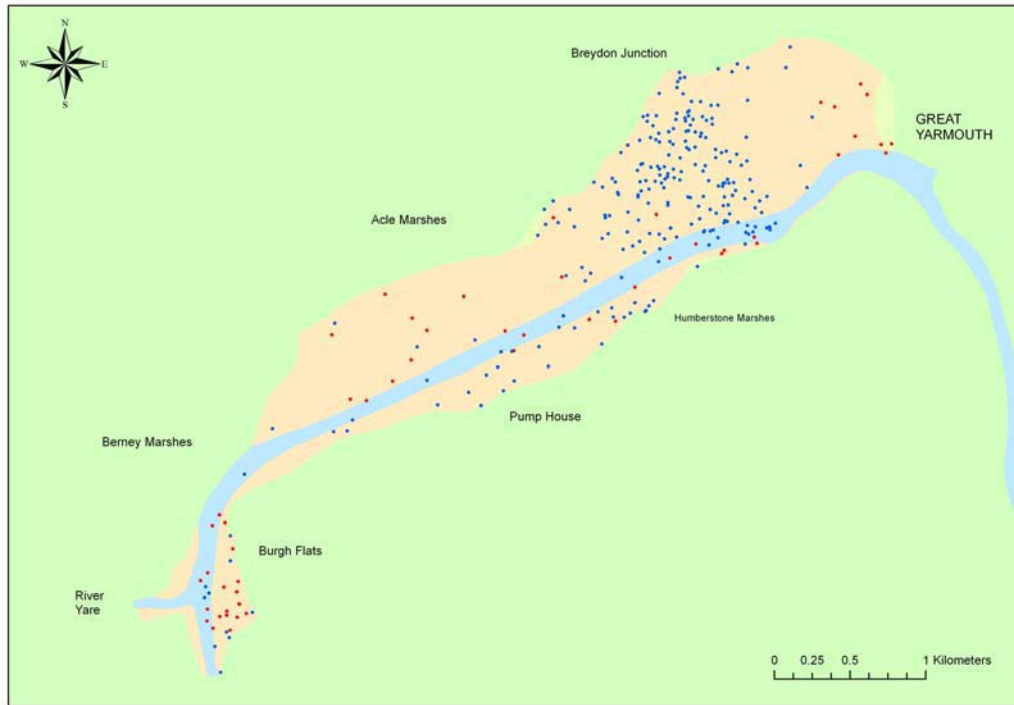 N
W E
S
Breydon Junction
GREAT
YARMOUTH
Acle Marshes
Humberstone Marshes
Pump House
Berney Marshes
Burgh Flats
River
Yare
0 0.25 0.5 1 Kilometers